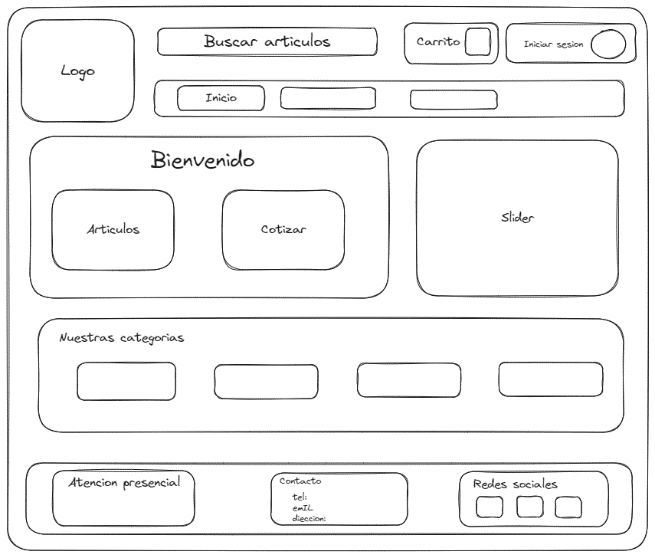 Logo
Buscar articulos
Carrito
Iniciar sesion
Inicio
Bienvenido
Articulos
Cotizar
Slider
Nuestras categorias
Atencion presencial
Contacto
tel:
emIL
dieccion:
Redes sociales